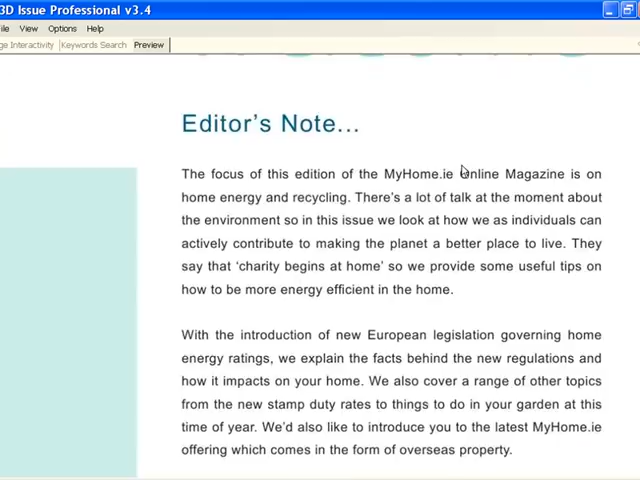 3D Issue Professional v3.4
File View Options Help
ge Interactivity Keywords Search Preview
Editor's Note...
The focus of this edition of the MyHome.ie Online Magazine is on
home energy and recycling. There's a lot of talk at the moment about
the environment so in this issue we look at how we as individuals can
actively contribute to making the planet a better place to live. They
say that 'charity begins at home' so we provide some useful tips on
how to be more energy efficient in the home.
With the introduction of new European legislation governing home
energy ratings, we explain the facts behind the new regulations and
how it impacts on your home. We also cover a range of other topics
from the new stamp duty rates to things to do in your garden at this
time of year. We'd also like to introduce you to the latest MyHome.ie
offering which comes in the form of overseas property.